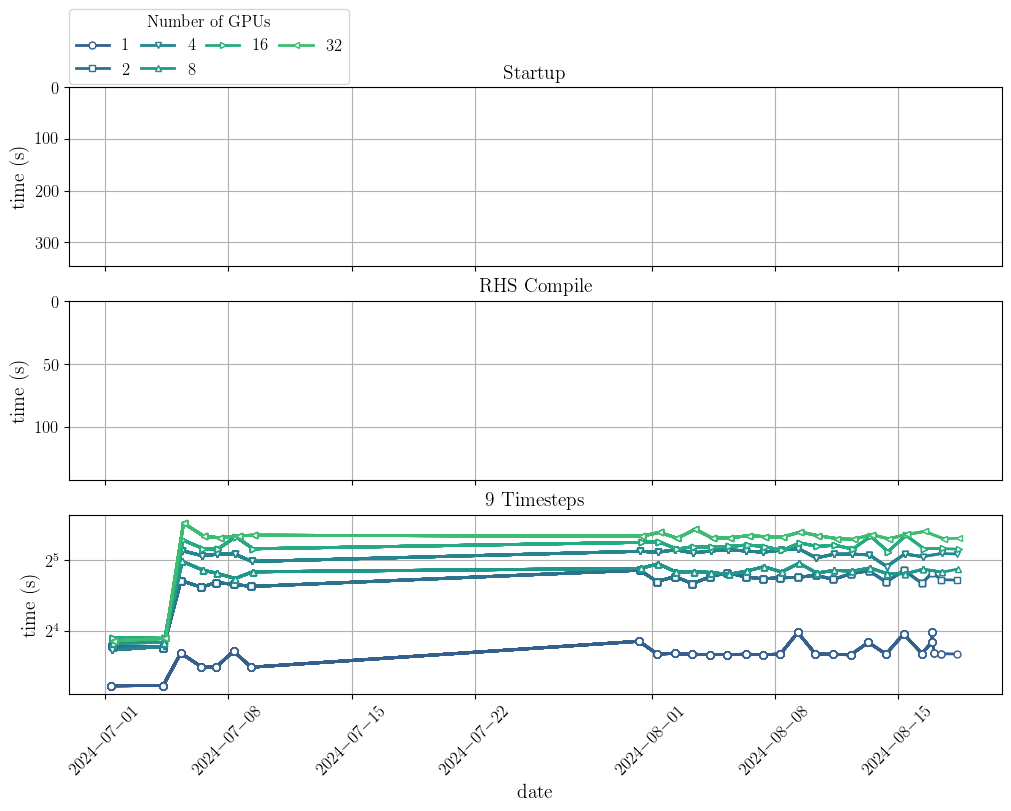 Number of GPUs
1 4 16 32
2 8
Startup
0
100
200
300
time (s)
RHS Compile
0
50
100
time (s)
9 Timesteps
2^5
2^4
time (s)
2024-07-01 2024-07-08 2024-07-15 2024-07-22 2024-08-01 2024-08-08 2024-08-15
date